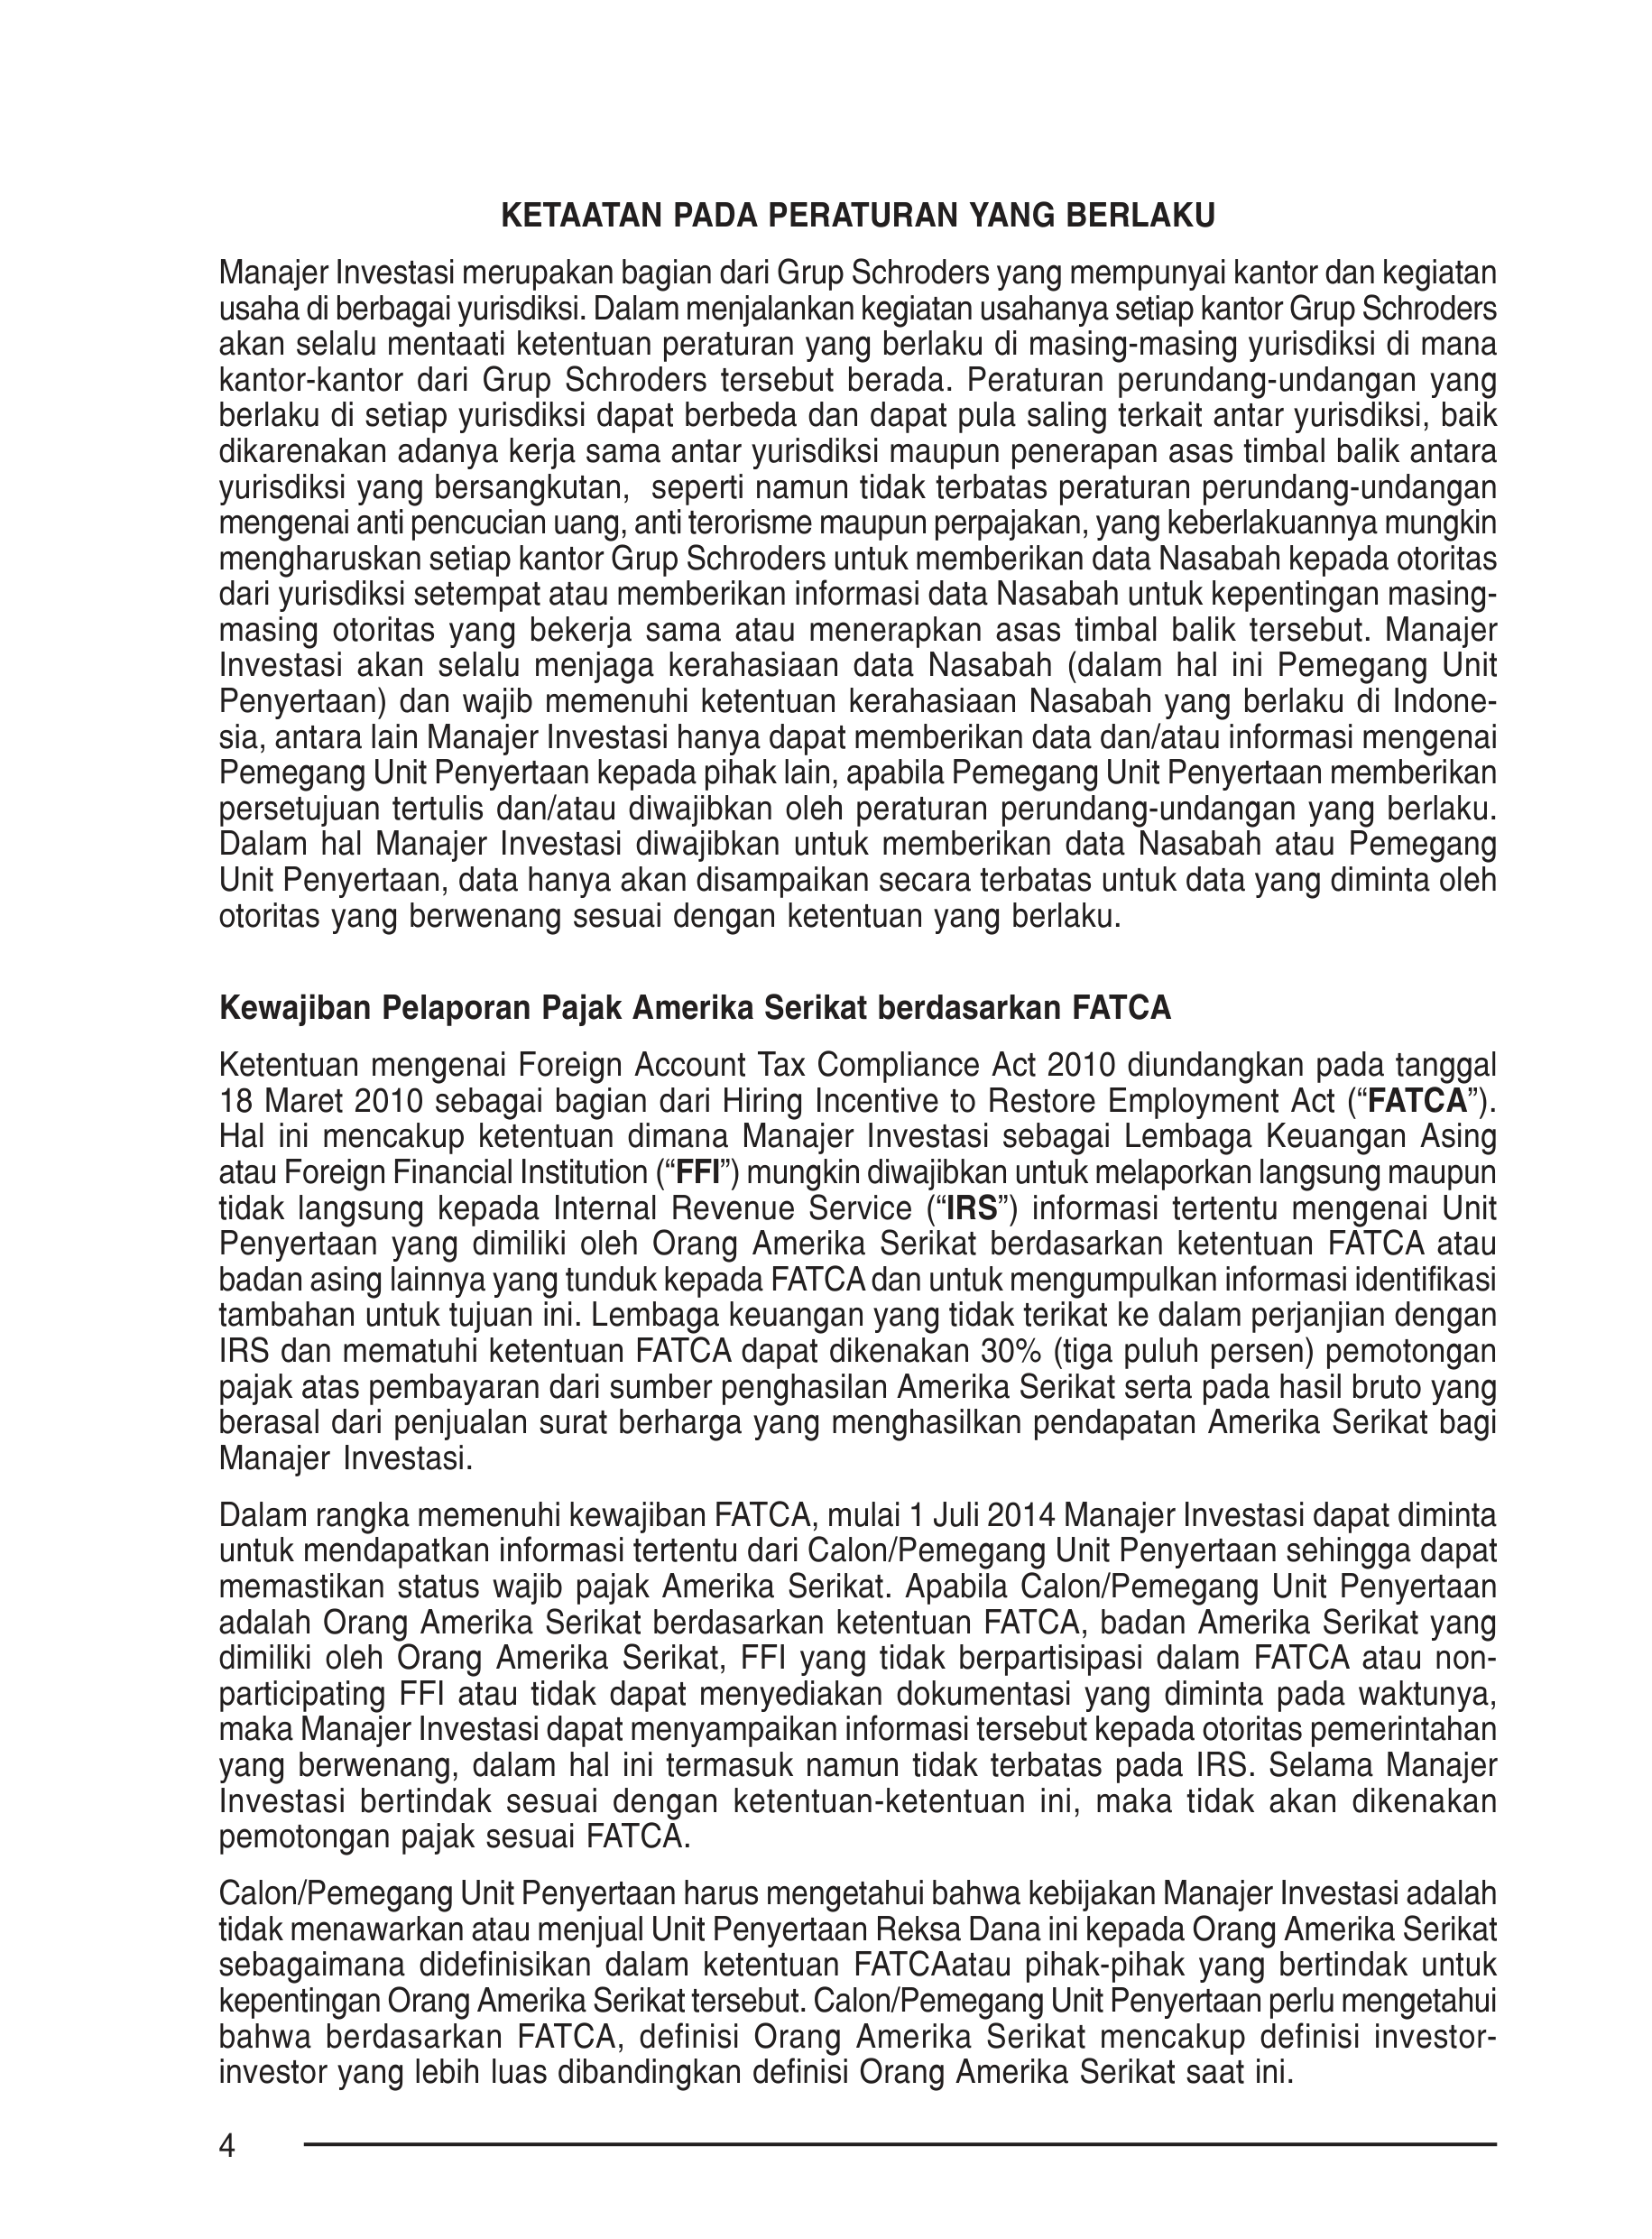 KETAATAN PADA PERATURAN YANG BERLAKU
Manajer Investasi merupakan bagian dari Grup Schroders yang mempunyai kantor dan kegiatan
usaha di berbagai yurisdiksi. Dalam menjalankan kegiatan usahanya setiap kantor Grup Schroders
akan selalu mentaati ketentuan peraturan yang berlaku di masing-masing yurisdiksi di mana
kantor-kantor dari Grup Schroders tersebut berada. Peraturan perundang-undangan yang
berlaku di setiap yurisdiksi dapat berbeda dan dapat pula saling terkait antar yurisdiksi, baik
dikarenakan adanya kerja sama antar yurisdiksi maupun penerapan asas timbal balik antara
yurisdiksi yang bersangkutan, seperti namun tidak terbatas peraturan perundang-undangan
mengenai anti pencucian uang, anti terorisme maupun perpajakan, yang keberlakuannya mungkin
mengharuskan setiap kantor Grup Schroders untuk memberikan data Nasabah kepada otoritas
dari yurisdiksi setempat atau memberikan informasi data Nasabah untuk kepentingan masing-
masing otoritas yang bekerja sama atau menerapkan asas timbal balik tersebut. Manajer
Investasi akan selalu menjaga kerahasiaan data Nasabah (dalam hal ini Pemegang Unit
Penyertaan) dan wajib memenuhi ketentuan kerahasiaan Nasabah yang berlaku di Indone-
sia, antara lain Manajer Investasi hanya dapat memberikan data dan/atau informasi mengenai
Pemegang Unit Penyertaan kepada pihak lain, apabila Pemegang Unit Penyertaan memberikan
persetujuan tertulis dan/atau diwajibkan oleh peraturan perundang-undangan yang berlaku.
Dalam hal Manajer Investasi diwajibkan untuk memberikan data Nasabah atau Pemegang
Unit Penyertaan, data hanya akan disampaikan secara terbatas untuk data yang diminta oleh
otoritas yang berwenang sesuai dengan ketentuan yang berlaku.
Kewajiban Pelaporan Pajak Amerika Serikat berdasarkan FATCA
Ketentuan mengenai Foreign Account Tax Compliance Act 2010 diundangkan pada tanggal
18 Maret 2010 sebagai bagian dari Hiring Incentive to Restore Employment Act (“FATCA”).
Hal ini mencakup ketentuan dimana Manajer Investasi sebagai Lembaga Keuangan Asing
atau Foreign Financial Institution (“FFI”) mungkin diwajibkan untuk melaporkan langsung maupun
tidak langsung kepada Internal Revenue Service (“IRS”) informasi tertentu mengenai Unit
Penyertaan yang dimiliki oleh Orang Amerika Serikat berdasarkan ketentuan FATCA atau
badan asing lainnya yang tunduk kepada FATCA dan untuk mengumpulkan informasi identifikasi
tambahan untuk tujuan ini. Lembaga keuangan yang tidak terikat ke dalam perjanjian dengan
IRS dan mematuhi ketentuan FATCA dapat dikenakan 30% (tiga puluh persen) pemotongan
pajak atas pembayaran dari sumber penghasilan Amerika Serikat serta pada hasil bruto yang
berasal dari penjualan surat berharga yang menghasilkan pendapatan Amerika Serikat bagi
Manajer Investasi.
Dalam rangka memenuhi kewajiban FATCA, mulai 1 Juli 2014 Manajer Investasi dapat diminta
untuk mendapatkan informasi tertentu dari Calon/Pemegang Unit Penyertaan sehingga dapat
memastikan status wajib pajak Amerika Serikat. Apabila Calon/Pemegang Unit Penyertaan
adalah Orang Amerika Serikat berdasarkan ketentuan FATCA, badan Amerika Serikat yang
dimiliki oleh Orang Amerika Serikat, FFI yang tidak berpartisipasi dalam FATCA atau non-
participating FFI atau tidak dapat menyediakan dokumentasi yang diminta pada waktunya,
maka Manajer Investasi dapat menyampaikan informasi tersebut kepada otoritas pemerintahan
yang berwenang, dalam hal ini termasuk namun tidak terbatas pada IRS. Selama Manajer
Investasi bertindak sesuai dengan ketentuan-ketentuan ini, maka tidak akan dikenakan
pemotongan pajak sesuai FATCA.
Calon/Pemegang Unit Penyertaan harus mengetahui bahwa kebijakan Manajer Investasi adalah
tidak menawarkan atau menjual Unit Penyertaan Reksa Dana ini kepada Orang Amerika Serikat
sebagaimana didefinisikan dalam ketentuan FATCAatau pihak-pihak yang bertindak untuk
kepentingan Orang Amerika Serikat tersebut. Calon/Pemegang Unit Penyertaan perlu mengetahui
bahwa berdasarkan FATCA, definisi Orang Amerika Serikat mencakup definisi investor-
investor yang lebih luas dibandingkan definisi Orang Amerika Serikat saat ini.
4